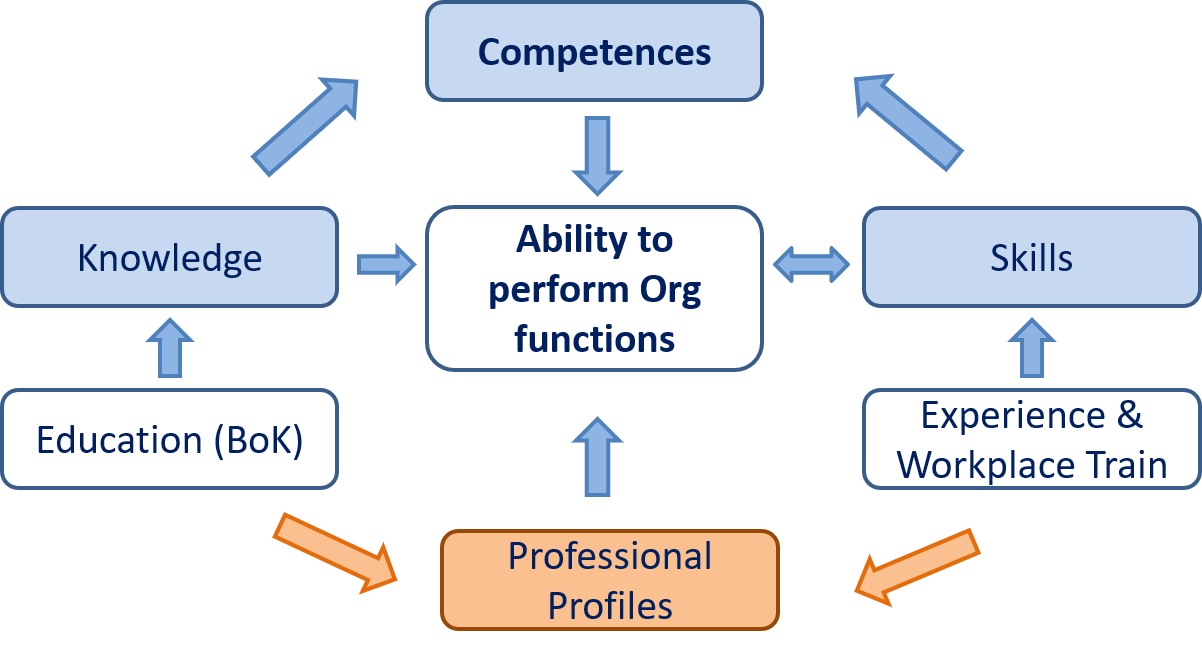 Competences
Knowledge
Ability to
perform Org
functions
Skills
Education (BoK)
Experience &
Workplace Train
Professional
Profiles